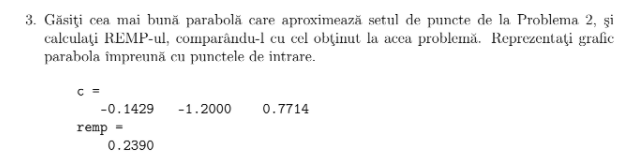 3. Găsiți cea mai bună parabolă care aproximează setul de puncte de la Problema 2, și
calculați REMP-ul, comparându-l cu cel obținut la acea problemă. Reprezentați grafic
parabola împreună cu punctele de intrare.
c =
-0.1429 -1.2000 0.7714
remp =
0.2390